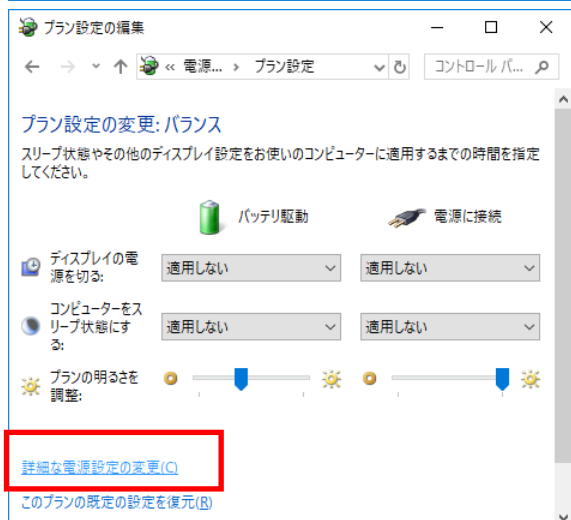 プラン設定の編集
« 電源... › プラン設定
コントロール パ...
プラン設定の変更: バランス
スリープ状態やその他のディスプレイ設定をお使いのコンピューターに適用するまでの時間を指定
してください。
バッテリ駆動
電源に接続
ディスプレイの電
源を切る:
適用しない
適用しない
コンピューターをス
リープ状態にす
る:
適用しない
適用しない
プランの明るさを
調整:
詳細な電源設定の変更(C)
このプランの既定の設定を復元(R)